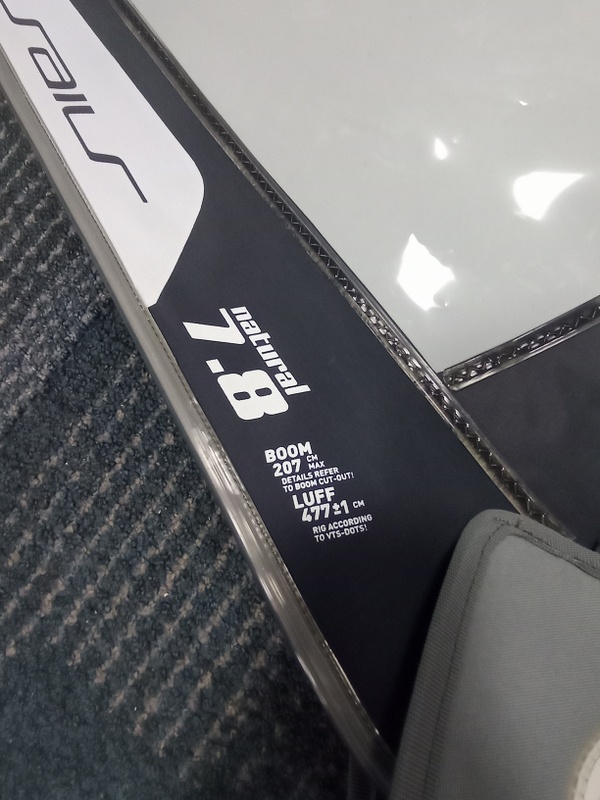 sails
natural
7.8
BOOM
207 CM
MAX
DETAILS REFER
TO BOOM CUT-OUT!
LUFF
477±1 CM
RIG ACCORDING
TO VTS-DOTS!